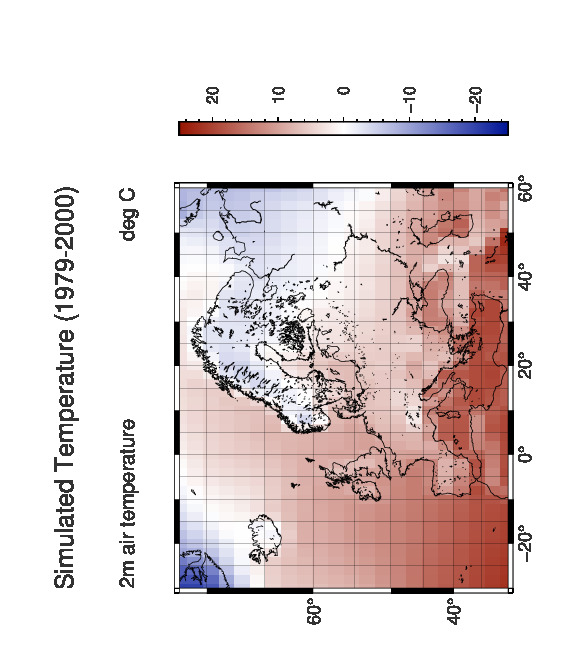 Simulated Temperature (1979-2000)
2m air temperature deg C
20 10 0 −10 −20
60° 40°
−20° 0° 20° 40° 60°